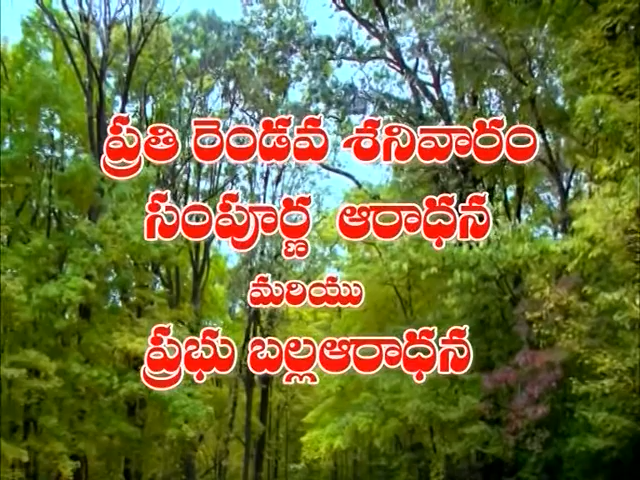 ప్రతి రెండవ శనివారం
సంపూర్ణ ఆరాధన
మరియు
ప్రభు బల్లఆరాధన